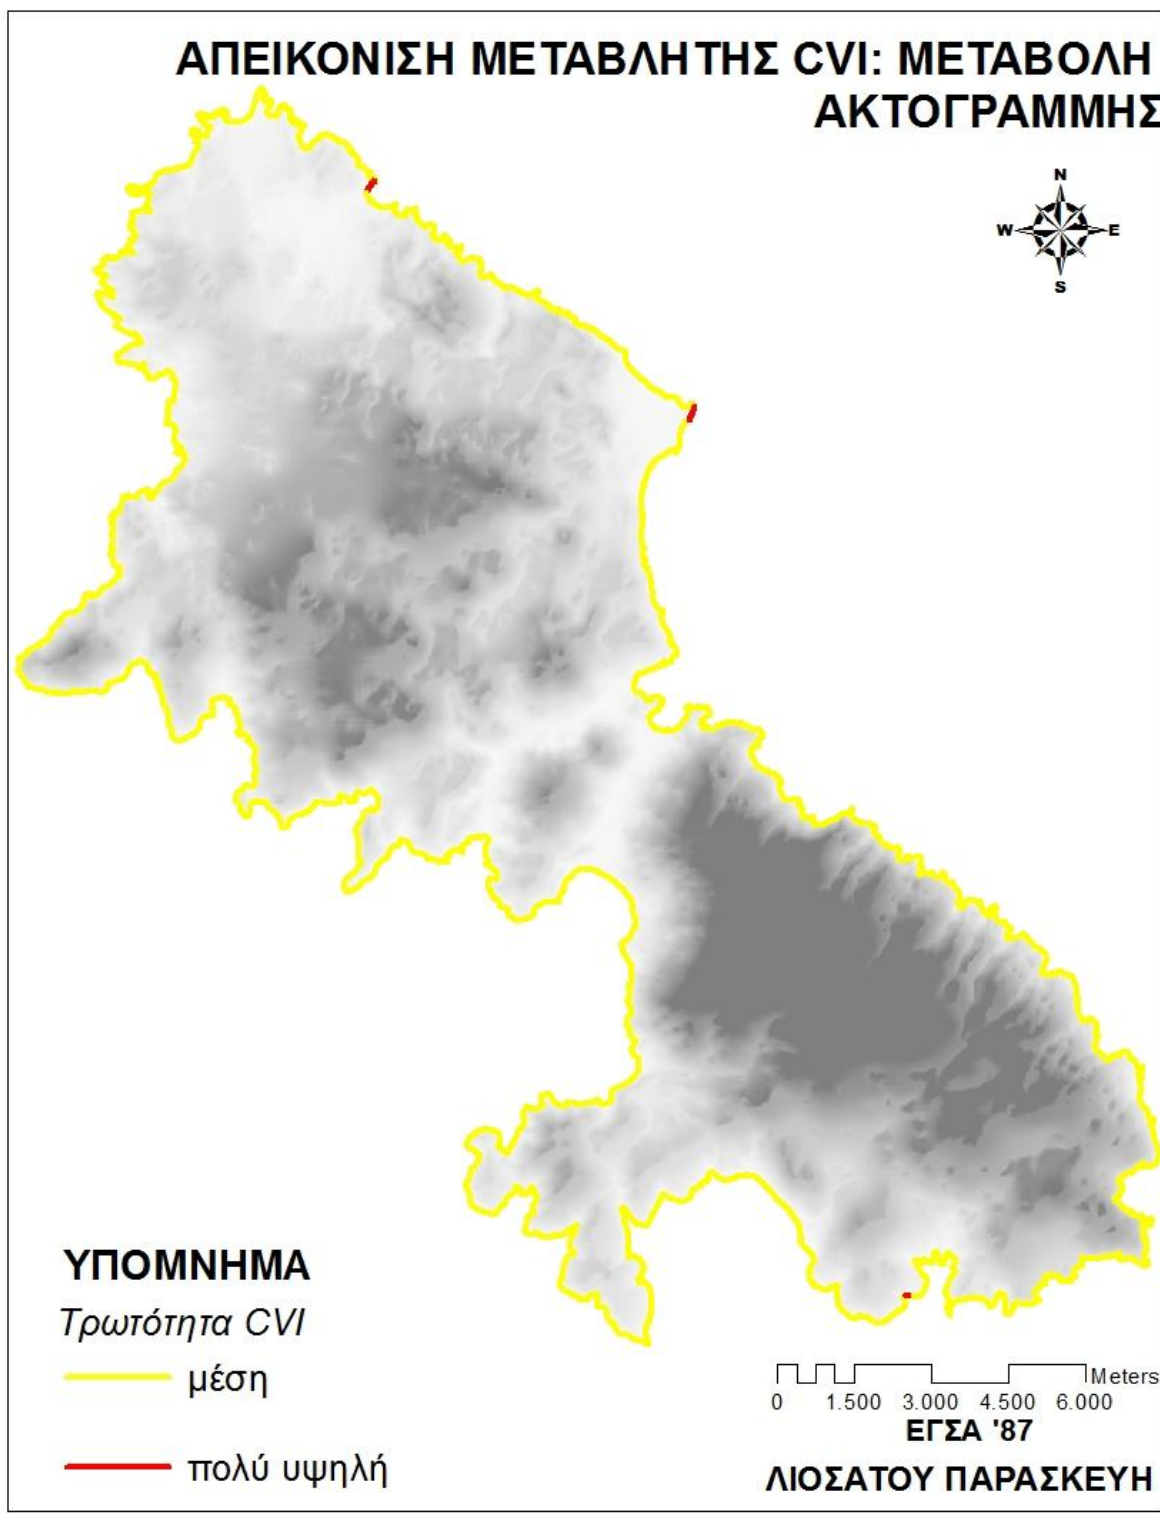 ΑΠΕΙΚΟΝΙΣΗ ΜΕΤΑΒΛΗΤΗΣ CVI: ΜΕΤΑΒΟΛΗ
ΑΚΤΟΓΡΑΜΜΗΣ
N
W E
S
ΥΠΟΜΝΗΜΑ
Τρωτότητα CVI
μέση
πολύ υψηλή
Meters
0 1.500 3.000 4.500 6.000
ΕΓΣΑ '87
ΛΙΟΣΑΤΟΥ ΠΑΡΑΣΚΕΥΗ